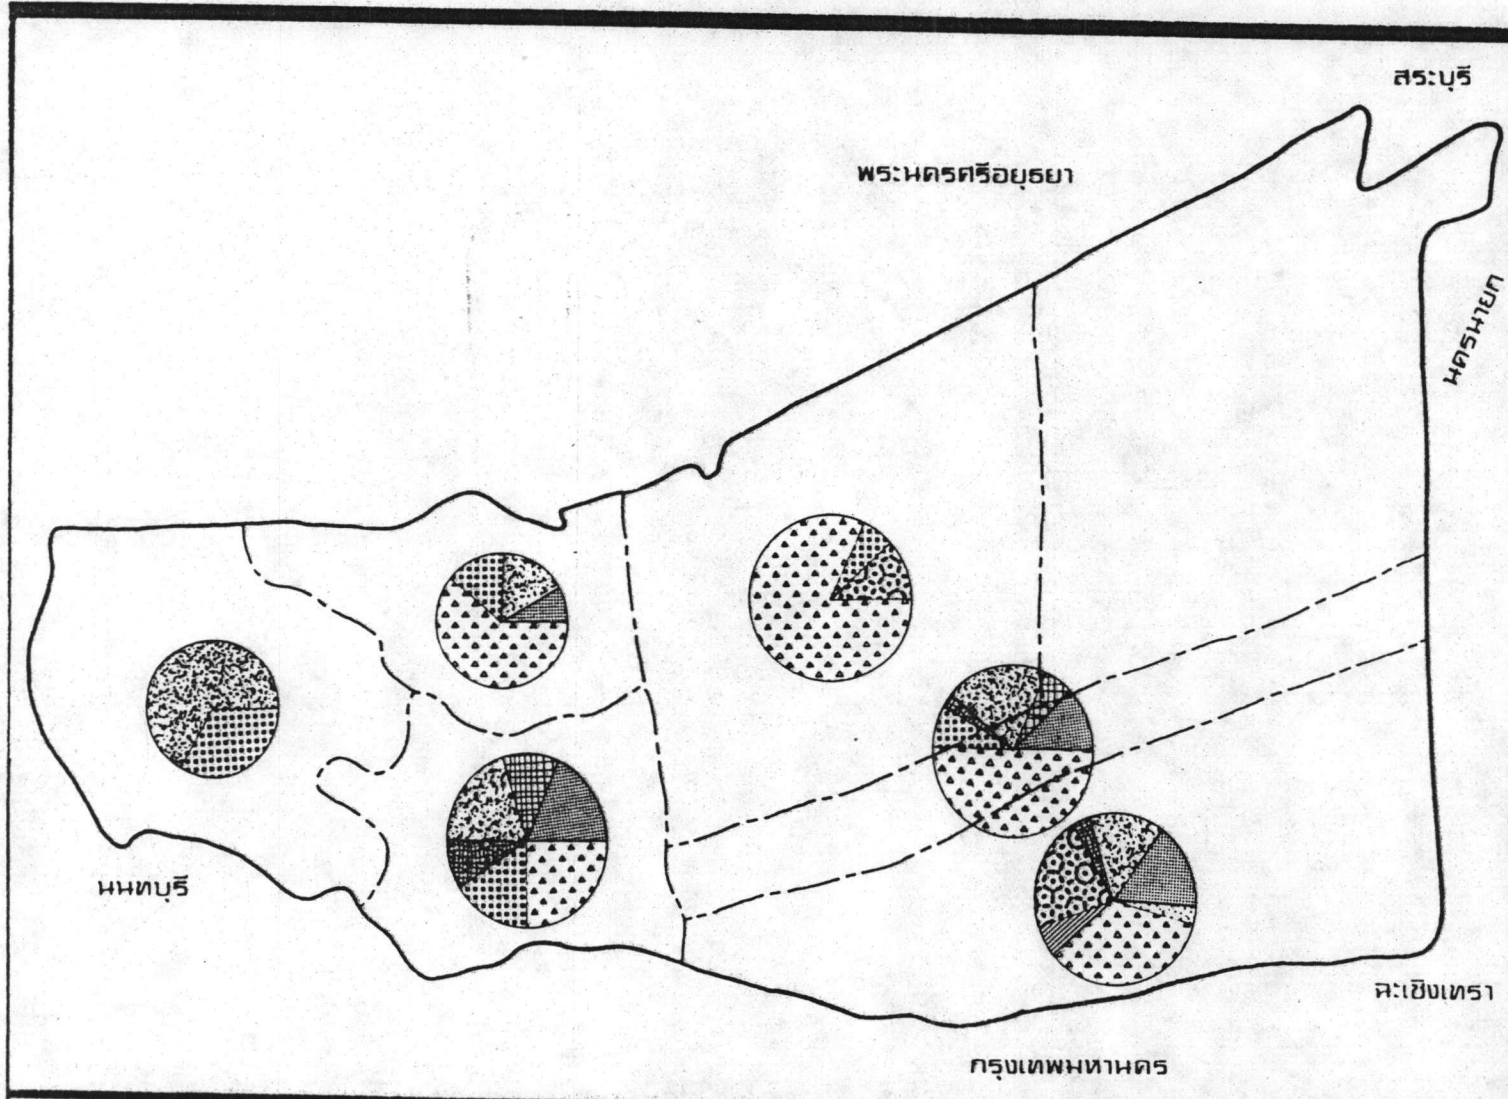 สระบุรี
พระนครศรีอยุธยา
นครนายก
นนทบุรี
ฉะเชิงเทรา
กรุงเทพมหานคร